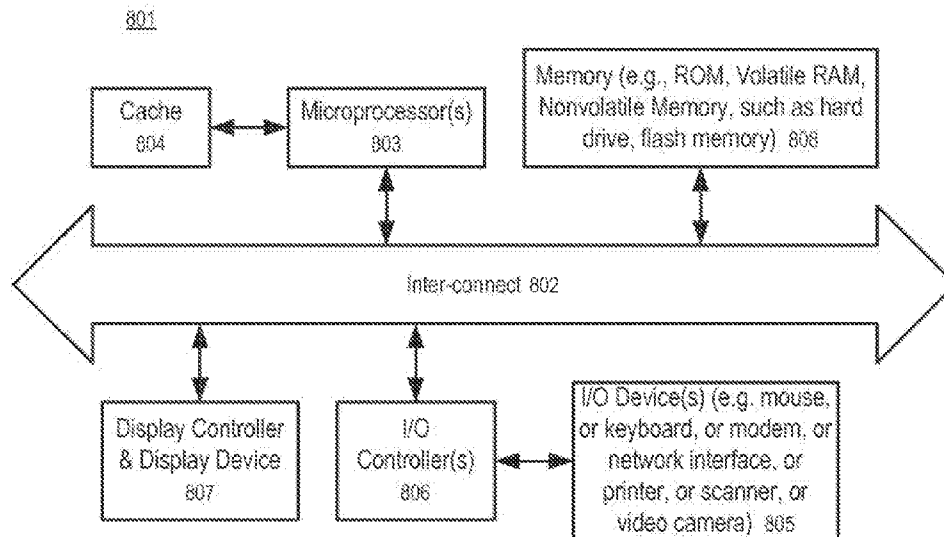 801
Cache
804
Microprocessor(s)
803
Memory (e.g., ROM, Volatile RAM,
Nonvolatile Memory, such as hard
drive, flash memory) 808
Inter-connect 802
Display Controller
& Display Device
807
I/O
Controller(s)
806
I/O Device(s) (e.g. mouse,
or keyboard, or modem, or
network interface, or
printer, or scanner, or
video camera) 805